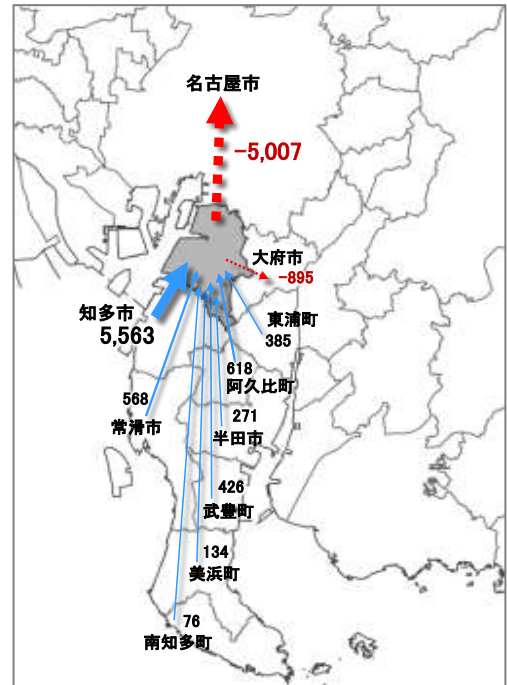 名古屋市
-5,007
大府市
-895
知多市
5,563
東浦町
385
618
阿久比町
568
常滑市
271
半田市
426
武豊町
134
美浜町
76
南知多町